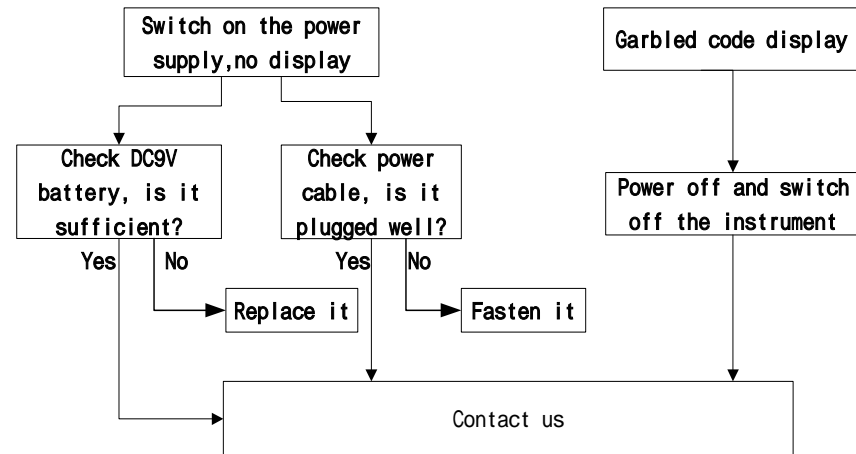 Switch on the power
supply,no display
Garbled code display
Check DC9V
battery, is it
sufficient?
Check power
cable, is it
plugged well?
Power off and switch
off the instrument
Yes
No
Yes
No
Replace it
Fasten it
Contact us